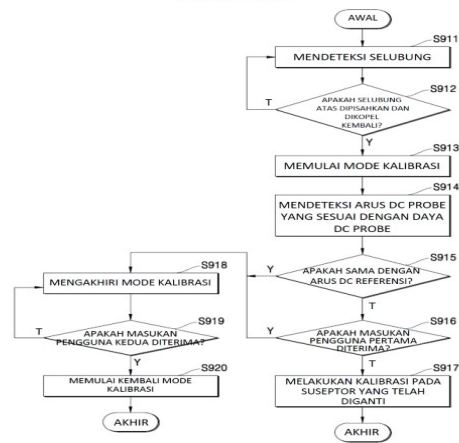 AWAL
S911
MENDETEKSI SELUBUNG
S912
APAKAH SELUBUNG
ATAS DIPISAHKAN DAN
DIKOPEL
KEMBALI?
T
Y
S913
MEMULAI MODE KALIBRASI
S914
MENDETEKSI ARUS DC PROBE
YANG SESUAI DENGAN DAYA
DC PROBE
S915
APAKAH SAMA DENGAN
ARUS DC REFERENSI?
Y
T
S918
MENGAKHIRI MODE KALIBRASI
S919
APAKAH MASUKAN
PENGGUNA KEDUA DITERIMA?
T
Y
S920
MEMULAI KEMBALI MODE
KALIBRASI
AKHIR
S916
APAKAH MASUKAN
PENGGUNA PERTAMA
DITERIMA?
Y
T
S917
MELAKUKAN KALIBRASI PADA
SUSEPTOR YANG TELAH
DIGANTI
AKHIR